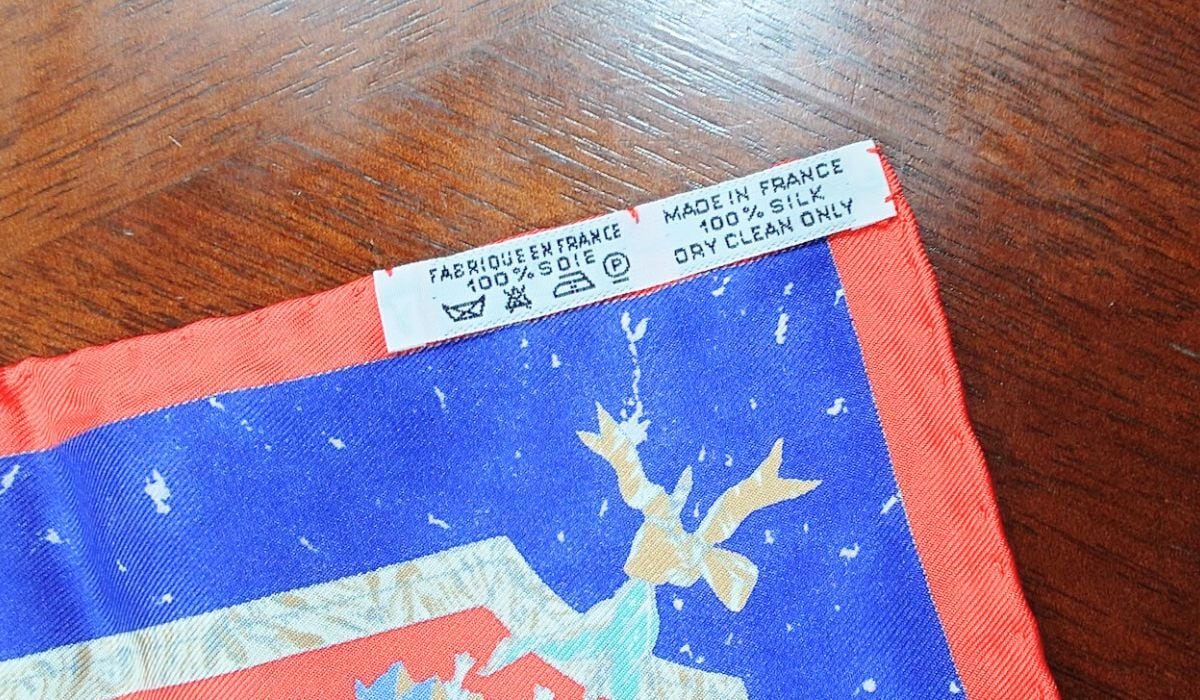 FABRIQUE EN FRANCE
100% SOIE
P
MADE IN FRANCE
100% SILK
DRY CLEAN ONLY